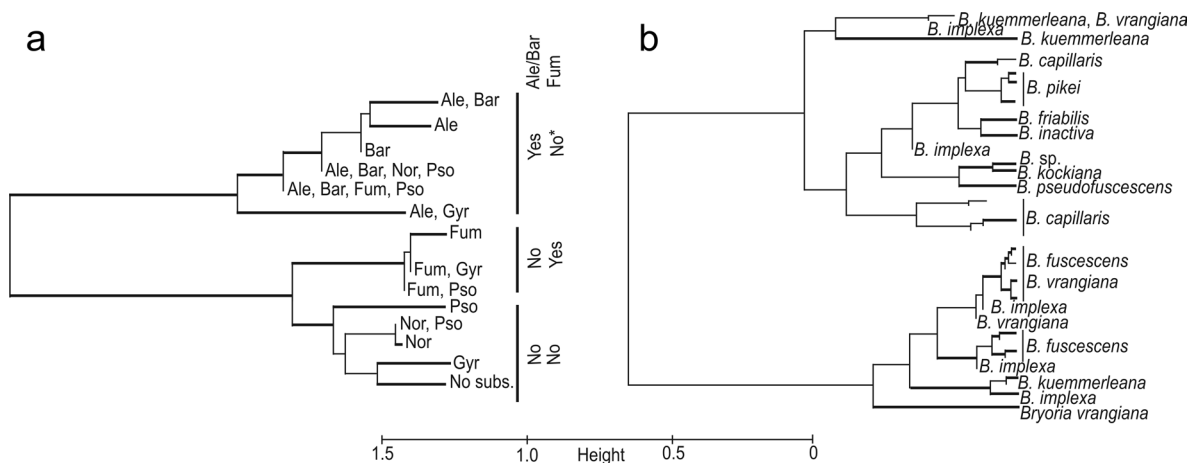 a
Ale/Bar
Fum
Ale, Bar
Ale
Bar
Ale, Bar, Nor, Pso
Ale, Bar, Fum, Pso
Ale, Gyr
Yes
No*
Fum
Fum, Gyr
Fum, Pso
No
Yes
Pso
Nor, Pso
Nor
Gyr
No subs.
No
No
b
B. kuemmerleana, B. vrangiana
B. implexa
B. kuemmerleana
B. capillaris
B. pikei
B. friabilis
B. inactiva
B. implexa
B. sp.
B. kockiana
B. pseudofuscescens
B. capillaris
B. fuscescens
B. vrangiana
B. implexa
B. vrangiana
B. fuscescens
B. implexa
B. kuemmerleana
B. implexa
Bryoria vrangiana
1.5 1.0 Height 0.5 0